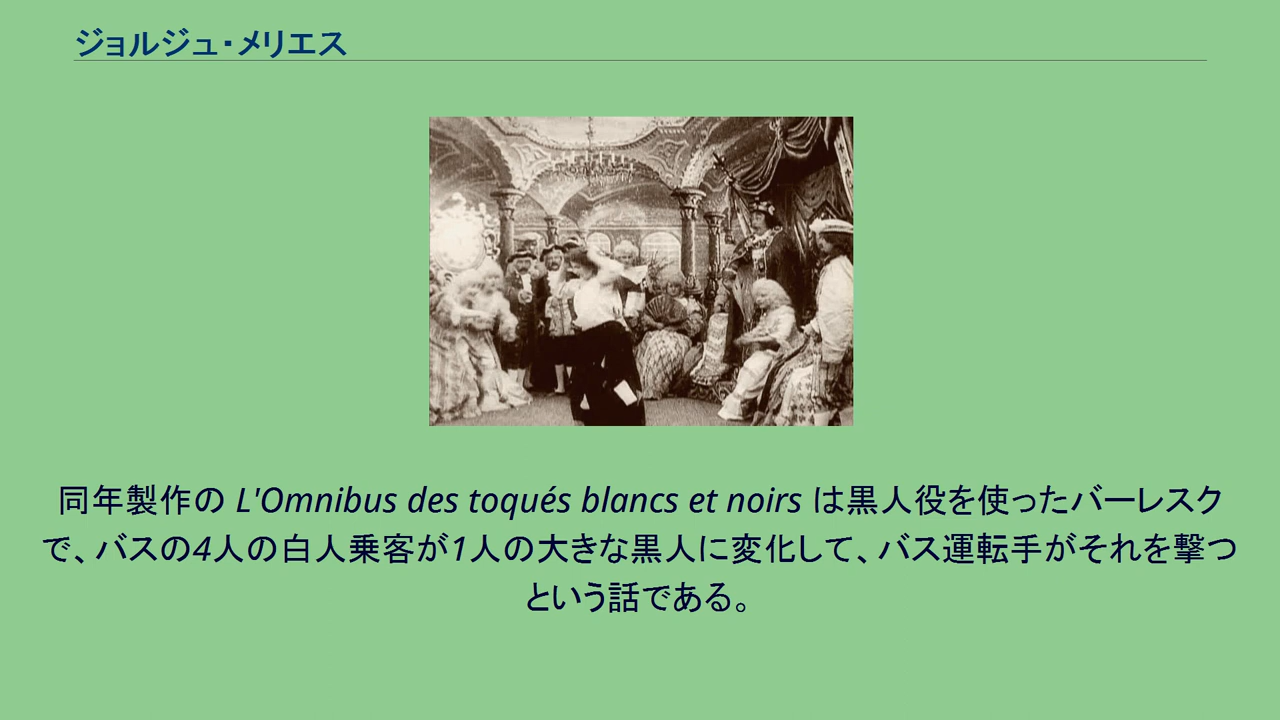 ジョルジュ・メリエス
同年製作の L'Omnibus des toqués blancs et noirs は黒人役を使ったバーレスク
で、バスの4人の白人乗客が1人の大きな黒人に変化して、バス運転手がそれを撃つ
という話である。